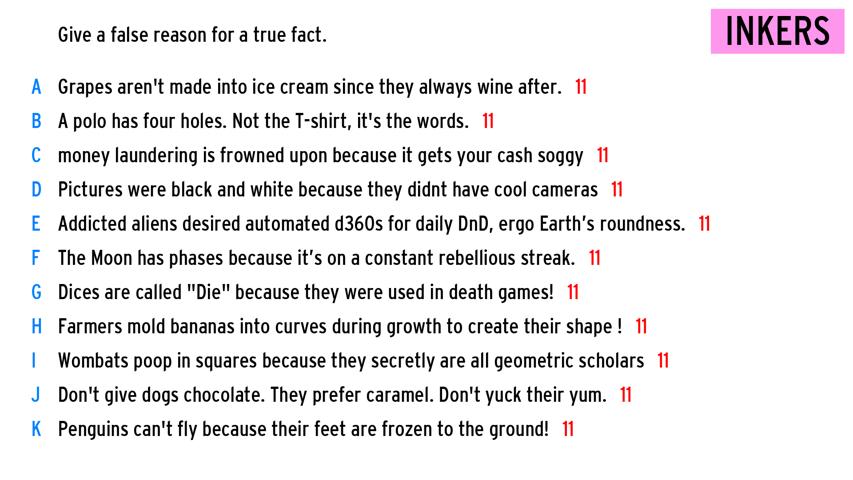 Give a false reason for a true fact.
INKERS
A Grapes aren't made into ice cream since they always wine after. 11
B A polo has four holes. Not the T-shirt, it's the words. 11
C money laundering is frowned upon because it gets your cash soggy 11
D Pictures were black and white because they didnt have cool cameras 11
E Addicted aliens desired automated d360s for daily DnD, ergo Earth’s roundness. 11
F The Moon has phases because it’s on a constant rebellious streak. 11
G Dices are called "Die" because they were used in death games! 11
H Farmers mold bananas into curves during growth to create their shape ! 11
I Wombats poop in squares because they secretly are all geometric scholars 11
J Don't give dogs chocolate. They prefer caramel. Don't yuck their yum. 11
K Penguins can't fly because their feet are frozen to the ground! 11